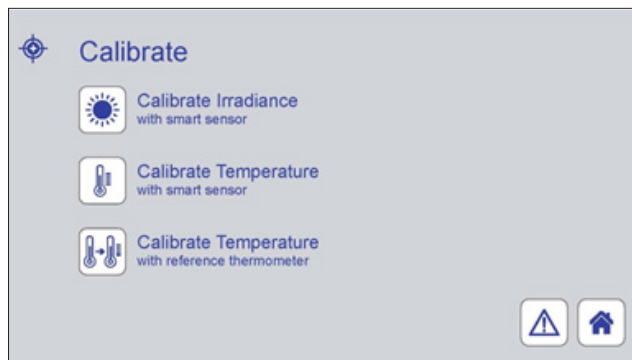 Calibrate
Calibrate Irradiance
with smart sensor
Calibrate Temperature
with smart sensor
Calibrate Temperature
with reference thermometer